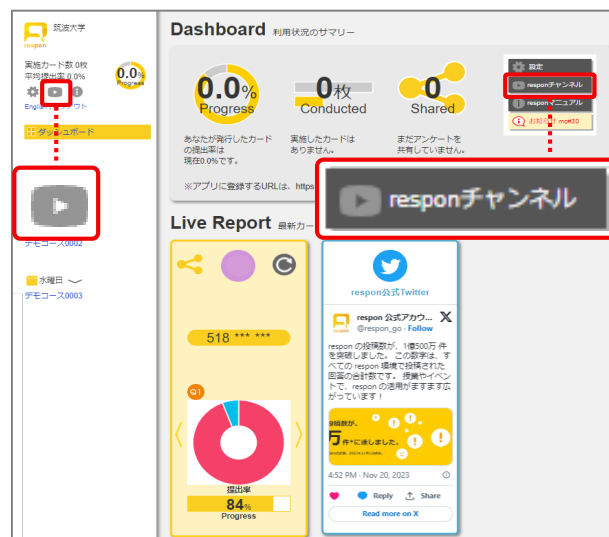 respon
筑波大学
実施カード数 0枚
平均提出率 0.0%
0.0%
Progress
ダッシュボード
デモコース0002
水曜日
デモコース0003
Dashboard 利用状況のサマリー
0.0%
Progress
あなたが発行したカード
の提出率は
現在0.0%です。
0枚
Conducted
実施したカードは
ありません。
0
Shared
まだアンケートを
共有していません。
設定
responチャンネル
responマニュアル
お知らせ mo#30
※アプリに登録するURLは、https
responチャンネル
Live Report 最新カー
518 *** ***
Q1
提出率
84%
Progress
respon公式Twitter
respon 公式アカウ...
@respon_go · Follow
respon の投稿数が、1億500万 件
を突破しました。 この数字は、す
べての respon 環境で投稿された
回答の合計数です。 授業やイベン
トで、respon の活用がますます広
がっています！
稿数が、
万件*に達しました。
4:52 PM · Nov 20, 2023
Reply
Share
Read more on X